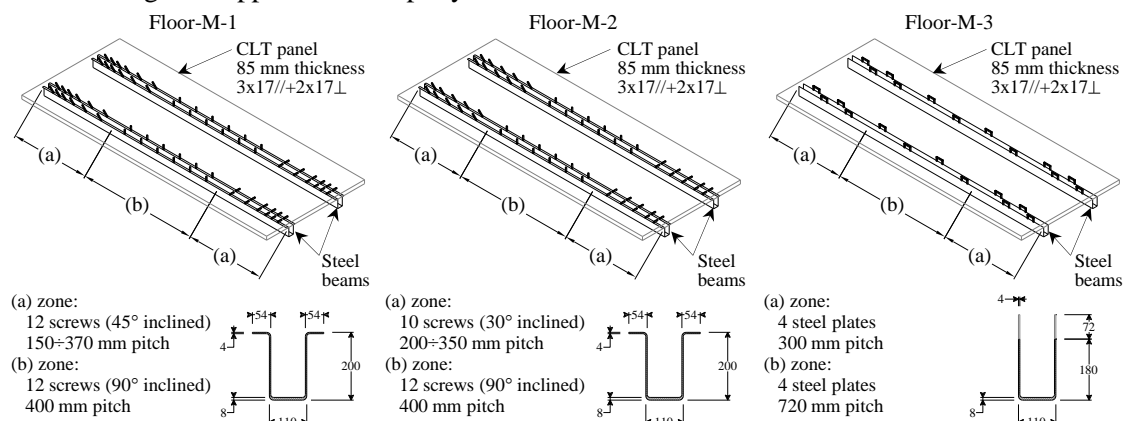 Floor-M-1
CLT panel
85 mm thickness
3x17//+2x17⊥
(a)
(b)
(a)
Steel
beams
(a) zone:
12 screws (45° inclined)
150÷370 mm pitch
(b) zone:
12 screws (90° inclined)
400 mm pitch
54
54
4
200
8
110
Floor-M-2
CLT panel
85 mm thickness
3x17//+2x17⊥
(a)
(b)
(a)
Steel
beams
(a) zone:
10 screws (30° inclined)
200÷350 mm pitch
(b) zone:
12 screws (90° inclined)
400 mm pitch
54
54
4
200
8
110
Floor-M-3
CLT panel
85 mm thickness
3x17//+2x17⊥
(a)
(b)
(a)
Steel
beams
(a) zone:
4 steel plates
300 mm pitch
(b) zone:
4 steel plates
720 mm pitch
4
72
180
8
110